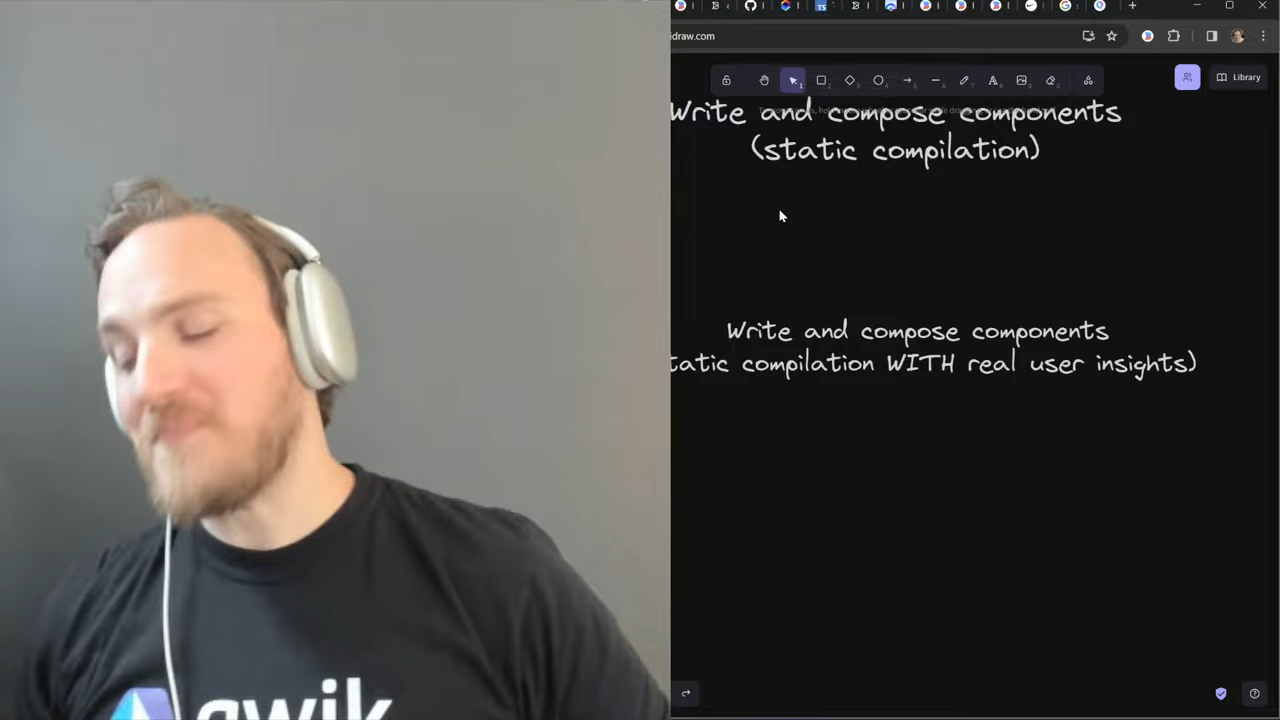 idraw.com
Library
Write and compose components
(static compilation)
Write and compose components
tatic compilation WITH real user insights)
qwik